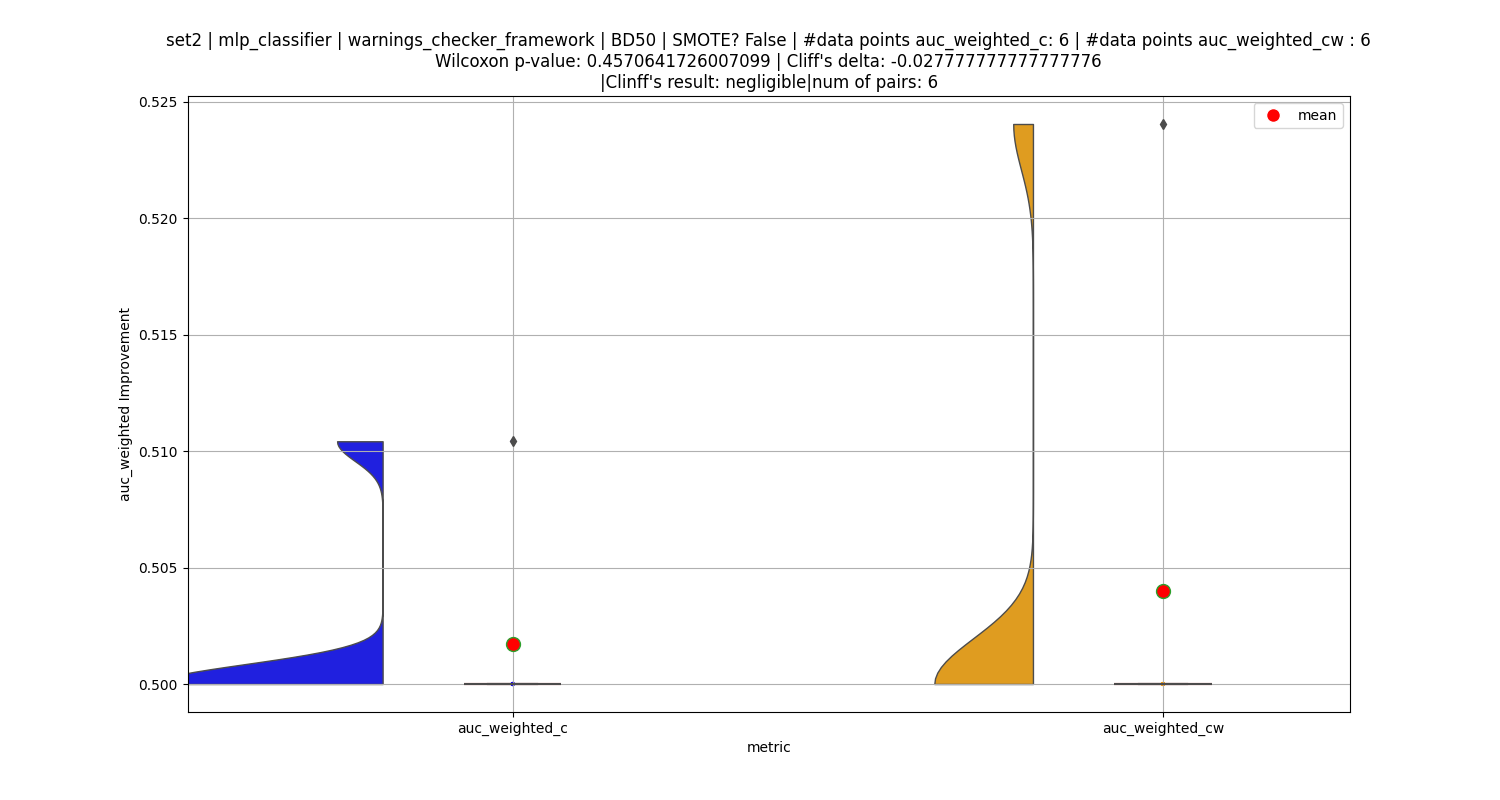 set2 | mlp_classifier | warnings_checker_framework | BD50 | SMOTE? False | #data points auc_weighted_c: 6 | #data points auc_weighted_cw : 6
Wilcoxon p-value: 0.4570641726007099 | Cliff's delta: -0.027777777777777776
|Clinff's result: negligible|num of pairs: 6
mean
0.525
0.520
0.515
0.510
0.505
0.500
auc_weighted Improvement
auc_weighted_c
auc_weighted_cw
metric